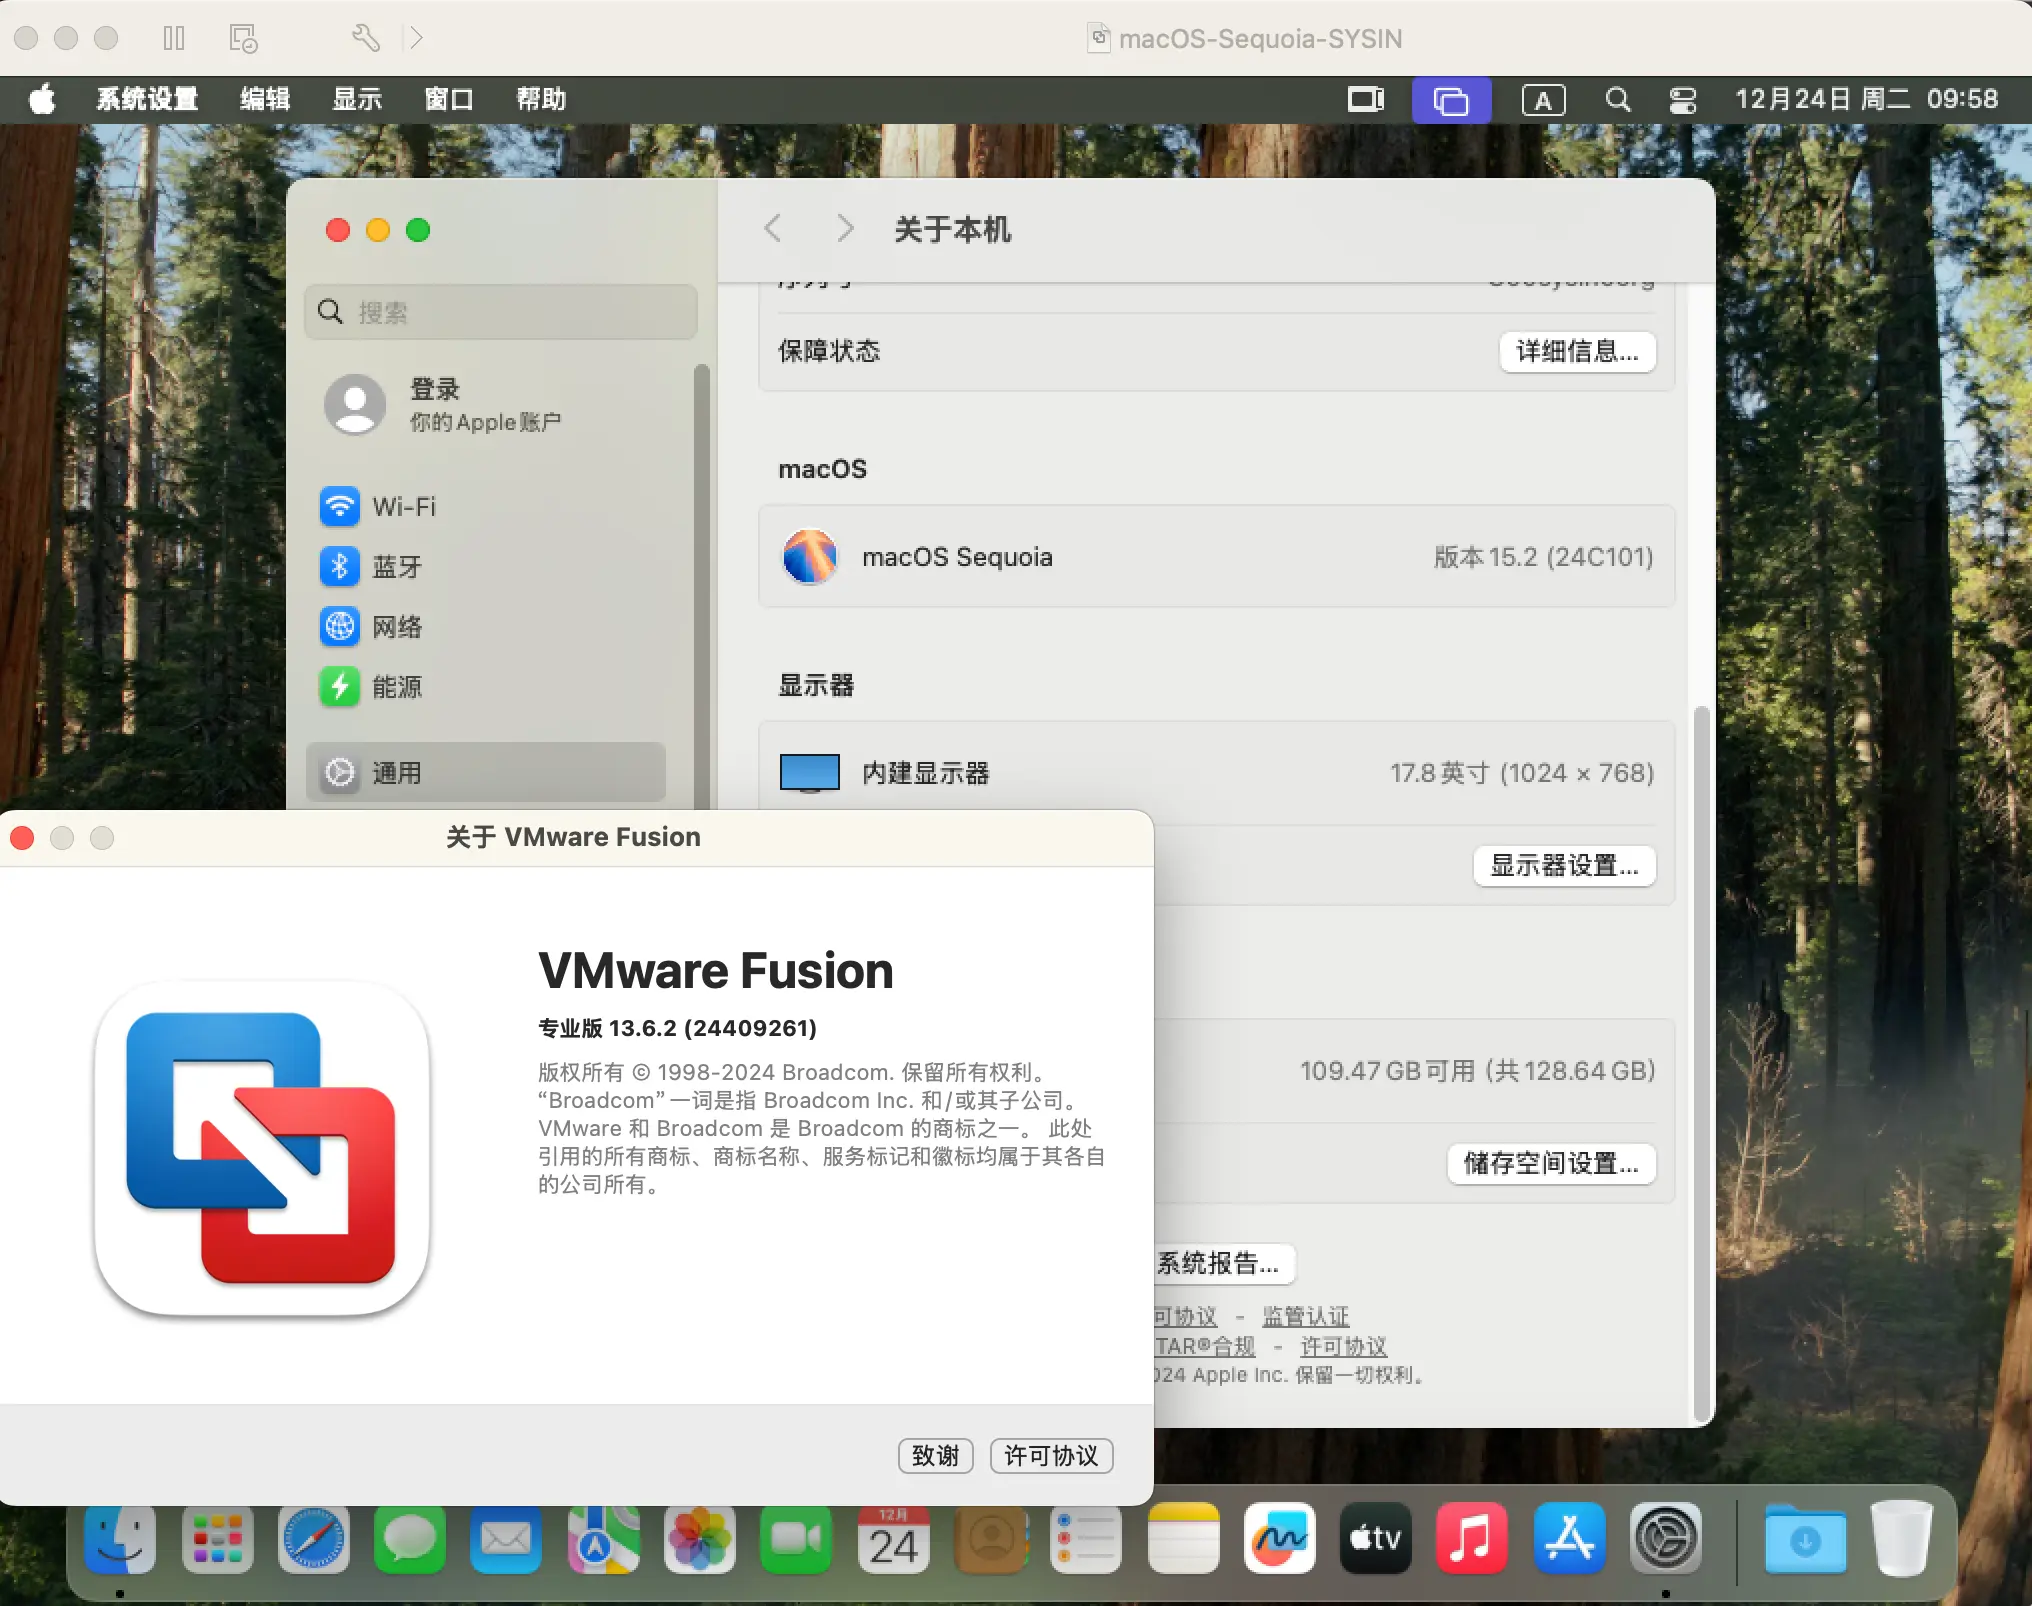 macOS-Sequoia-SYSIN
系统设置 编辑 显示 窗口 帮助
A
12月24日 周二 09:58
关于本机
搜索
登录
你的Apple账户
Wi-Fi
蓝牙
网络
能源
通用
保障状态
详细信息...
macOS
macOS Sequoia
版本 15.2 (24C101)
显示器
内建显示器
17.8英寸 (1024 × 768)
显示器设置...
109.47 GB可用 (共128.64 GB)
储存空间设置...
系统报告...
可协议 - 监管认证
TAR®合规 - 许可协议
024 Apple Inc. 保留一切权利。
关于 VMware Fusion
VMware Fusion
专业版 13.6.2 (24409261)
版权所有 © 1998-2024 Broadcom. 保留所有权利。
“Broadcom” 一词是指 Broadcom Inc. 和/或其子公司。
VMware 和 Broadcom 是 Broadcom 的商标之一。 此处
引用的所有商标、商标名称、服务标记和徽标均属于其各自
的公司所有。
致谢
许可协议
12月
24
tv